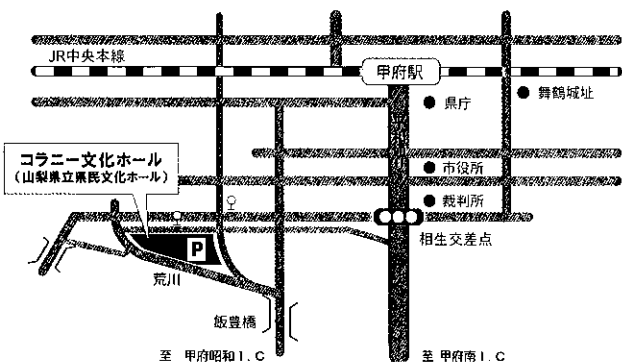 JR中央本線
甲府駅
舞鶴城址
県庁
コラニー文化ホール
(山梨県立県民文化ホール)
市役所
裁判所
相生交差点
P
荒川
飯豊橋
至 甲府昭和I.C
至 甲府南I.C